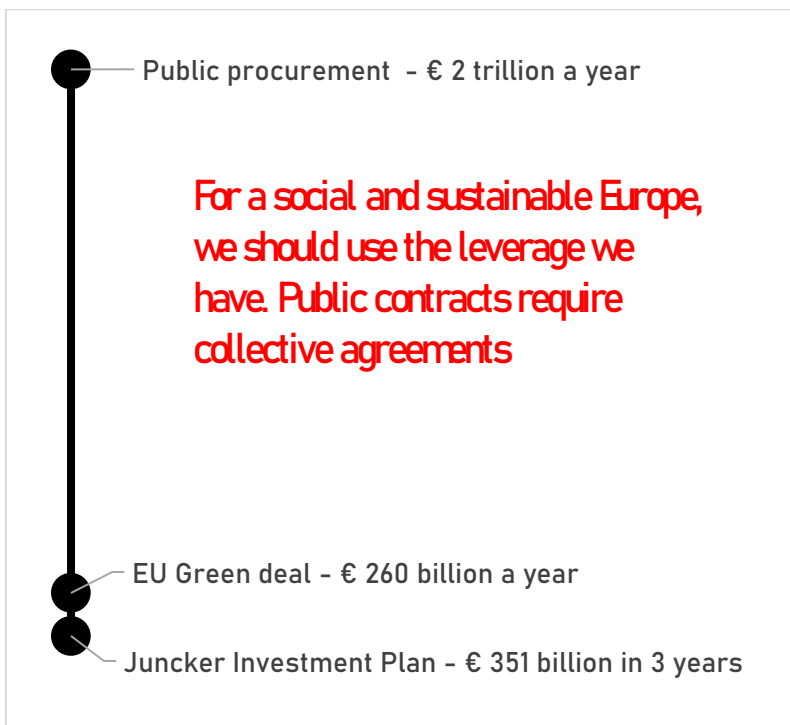 Public procurement - € 2 trillion a year
For a social and sustainable Europe,
we should use the leverage we
have. Public contracts require
collective agreements
EU Green deal - € 260 billion a year
Juncker Investment Plan - € 351 billion in 3 years